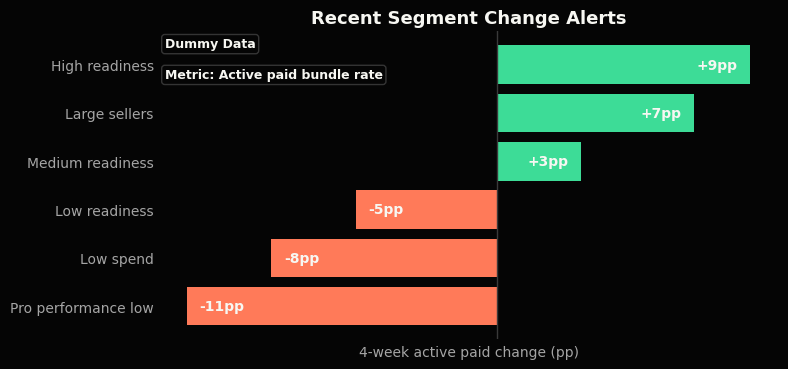 Recent Segment Change Alerts
Dummy Data
Metric: Active paid bundle rate
High readiness
+9pp
Large sellers
+7pp
Medium readiness
+3pp
Low readiness
-5pp
Low spend
-8pp
Pro performance low
-11pp
4-week active paid change (pp)